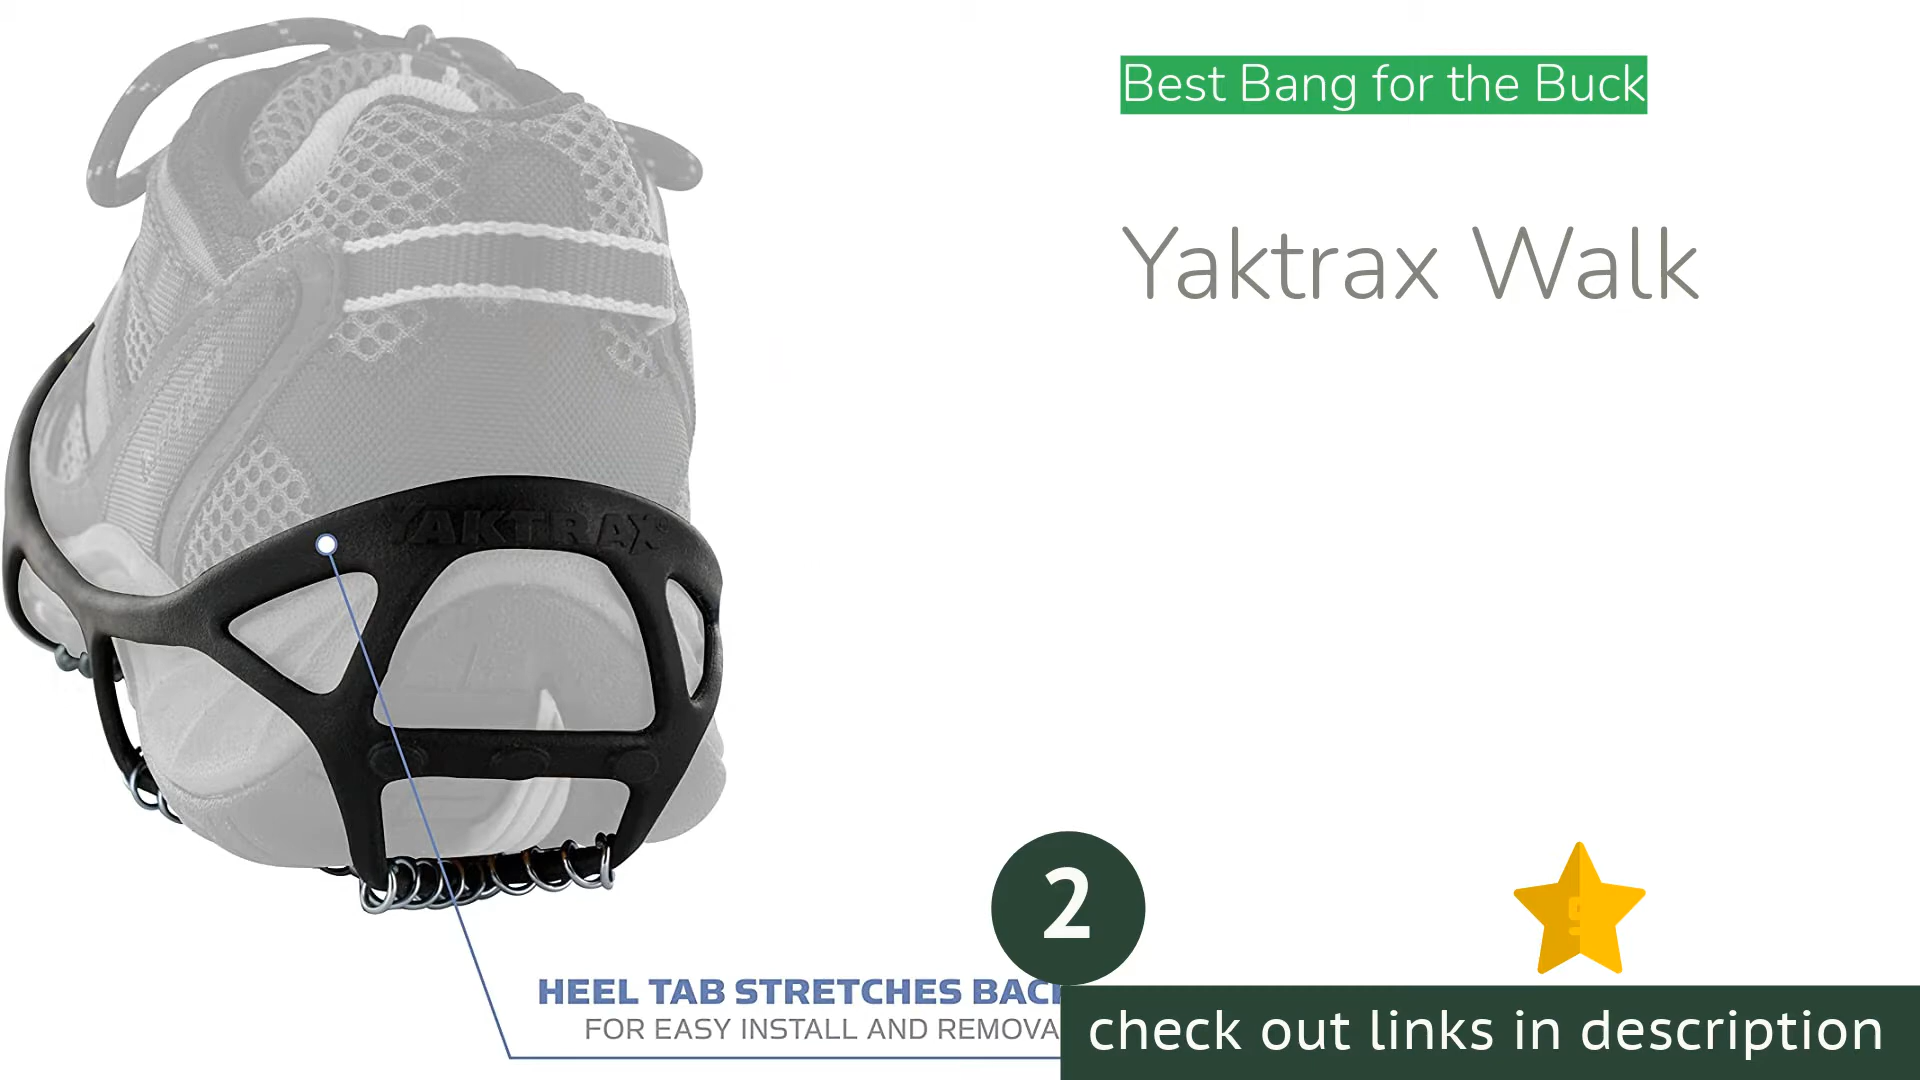 Best Bang for the Buck
Yaktrax Walk
YAKTRAX
2
HEEL TAB STRETCHES BAC
FOR EASY INSTALL AND REMOVA
check out links in description